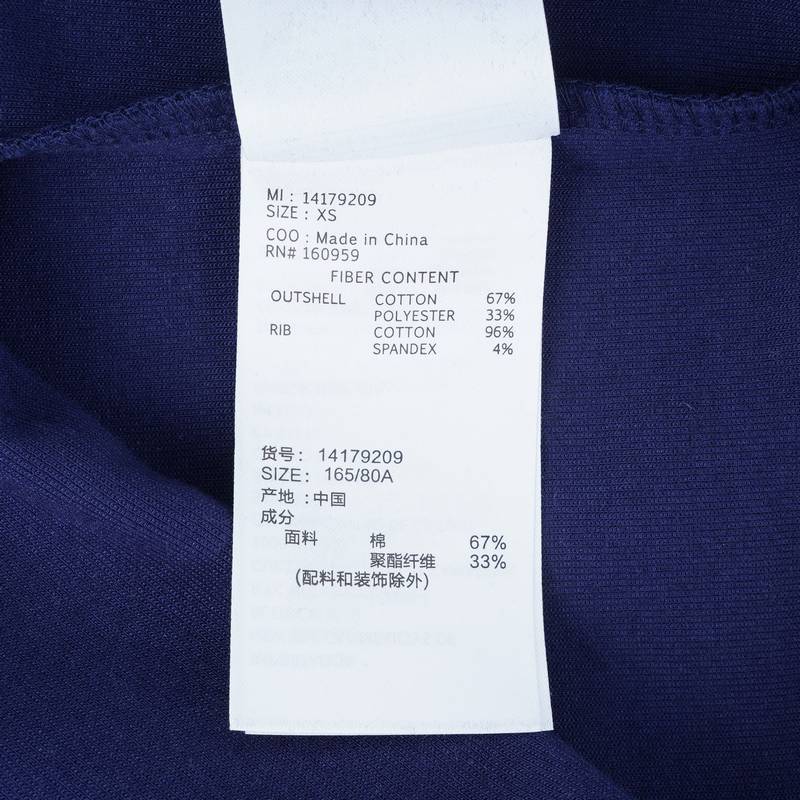 MI : 14179209
SIZE : XS
COO : Made in China
RN# 160959
FIBER CONTENT
OUTSHELL COTTON 67%
POLYESTER 33%
RIB COTTON 96%
SPANDEX 4%
货号: 14179209
SIZE: 165/80A
产地 :中国
成分
面料 棉 67%
聚酯纤维 33%
(配料和装饰除外)